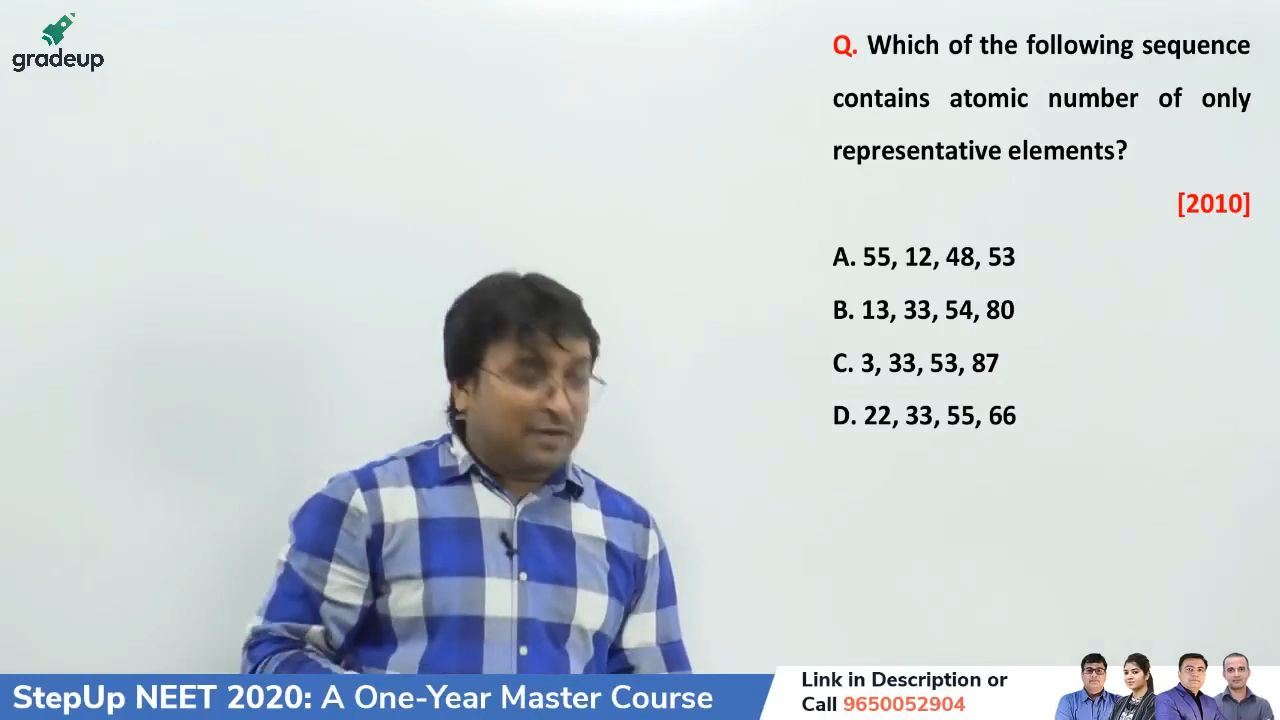 gradeup
Q. Which of the following sequence
contains atomic number of only
representative elements?
[2010]
A. 55, 12, 48, 53
B. 13, 33, 54, 80
C. 3, 33, 53, 87
D. 22, 33, 55, 66
StepUp NEET 2020: A One-Year Master Course
Link in Description or
Call 9650052904